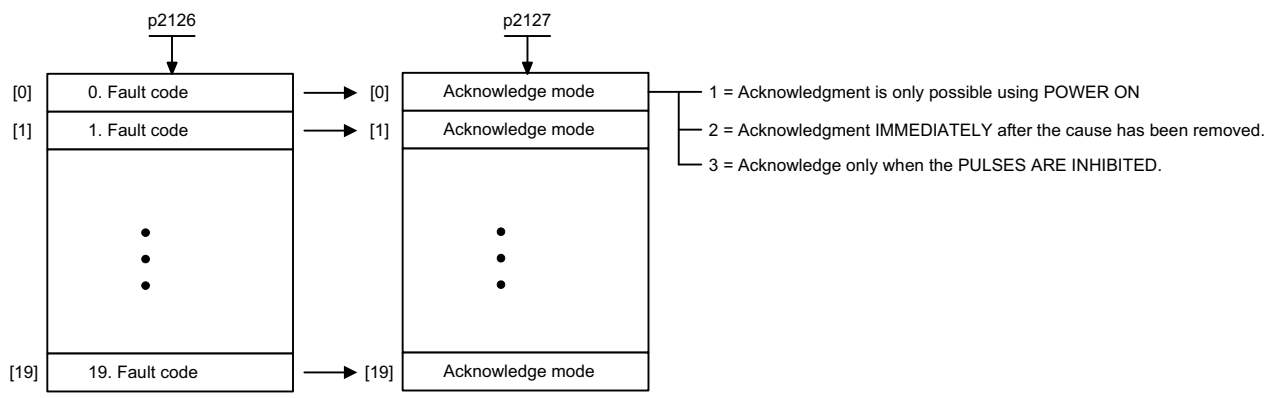 p2126 p2127
[0] 0. Fault code [0] Acknowledge mode 1 = Acknowledgment is only possible using POWER ON
[1] 1. Fault code [1] Acknowledge mode 2 = Acknowledgment IMMEDIATELY after the cause has been removed.
3 = Acknowledge only when the PULSES ARE INHIBITED.
[19] 19. Fault code [19] Acknowledge mode